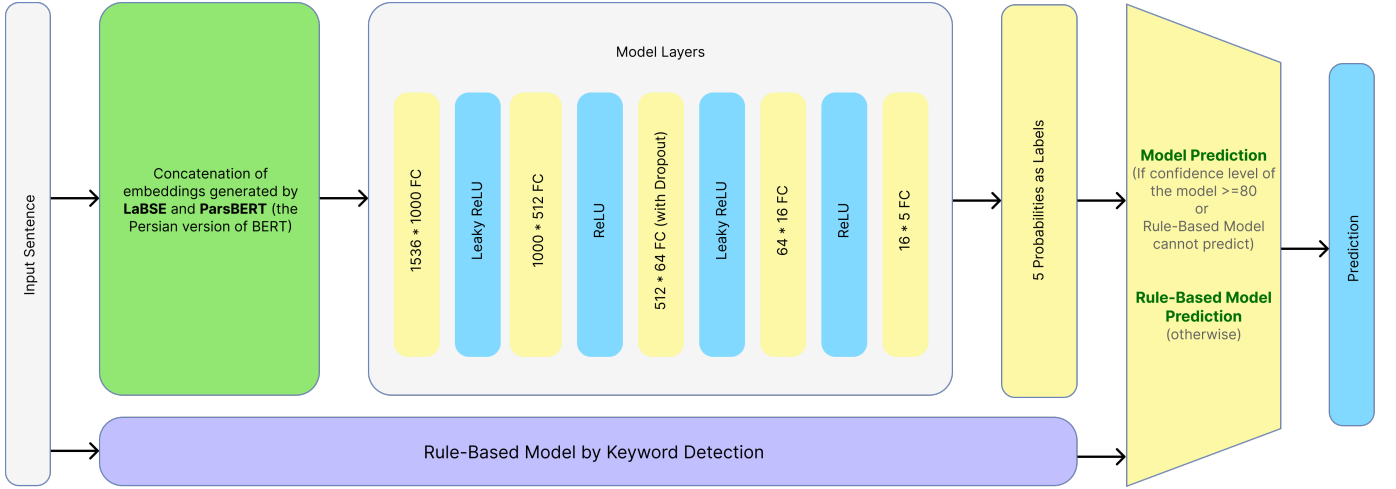 Input Sentence
Concatenation of
embeddings generated by
LaBSE and ParsBERT (the
Persian version of BERT)
Model Layers
1536 * 1000 FC
Leaky ReLU
1000 * 512 FC
ReLU
512 * 64 FC (with Dropout)
Leaky ReLU
64 * 16 FC
ReLU
16 * 5 FC
5 Probabilities as Labels
Model Prediction
(If confidence level of
the model >=80
or
Rule-Based Model
cannot predict)
Rule-Based Model
Prediction
(otherwise)
Prediction
Rule-Based Model by Keyword Detection